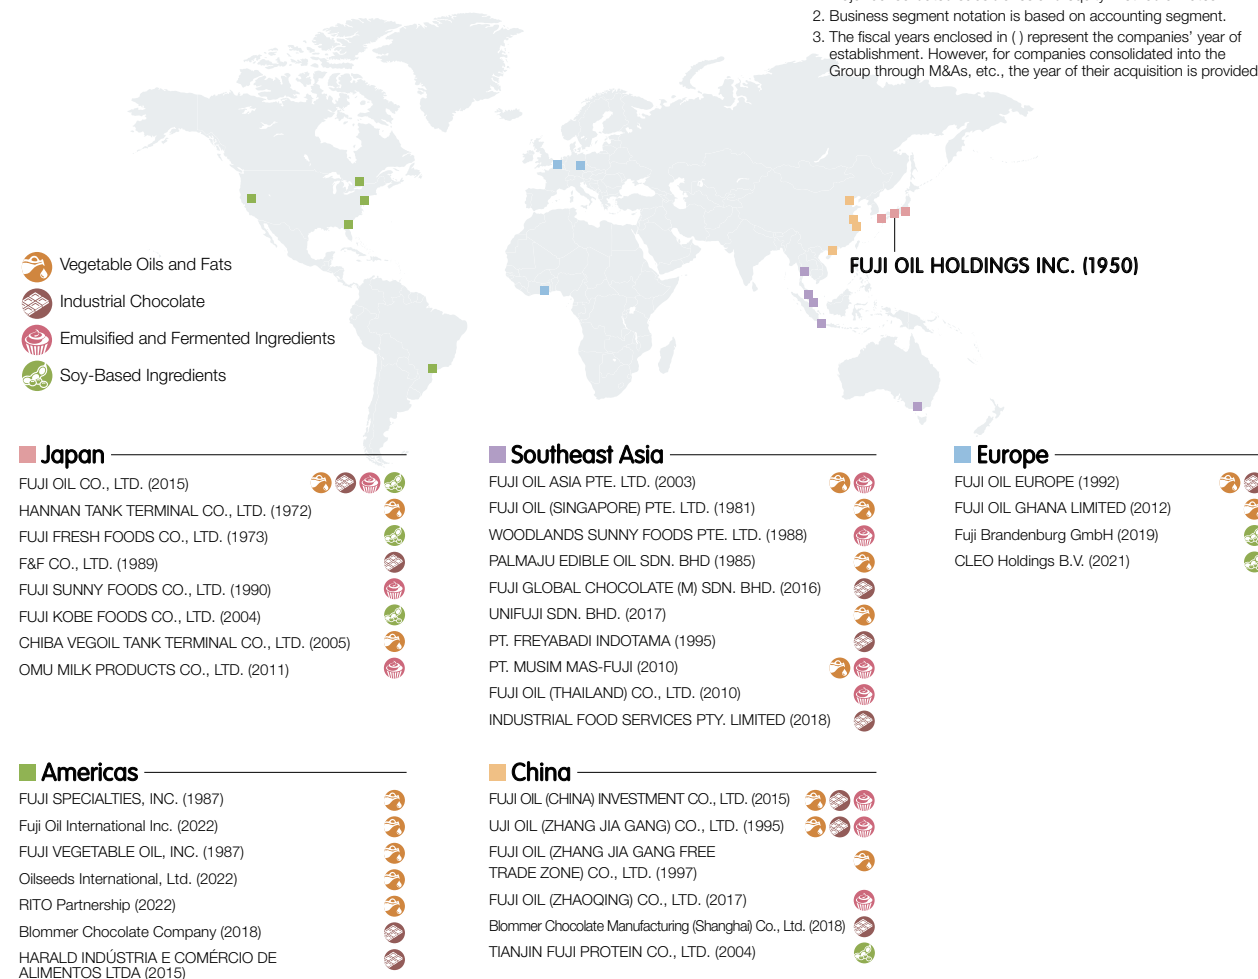 2. Business segment notation is based on accounting segment.
3. The fiscal years enclosed in ( ) represent the companies’ year of
establishment. However, for companies consolidated into the
Group through M&As, etc., the year of their acquisition is provided
FUJI OIL HOLDINGS INC. (1950)
Vegetable Oils and Fats
Industrial Chocolate
Emulsified and Fermented Ingredients
Soy-Based Ingredients
Japan
FUJI OIL CO., LTD. (2015)
HANNAN TANK TERMINAL CO., LTD. (1972)
FUJI FRESH FOODS CO., LTD. (1973)
F&F CO., LTD. (1989)
FUJI SUNNY FOODS CO., LTD. (1990)
FUJI KOBE FOODS CO., LTD. (2004)
CHIBA VEGOIL TANK TERMINAL CO., LTD. (2005)
OMU MILK PRODUCTS CO., LTD. (2011)
Southeast Asia
FUJI OIL ASIA PTE. LTD. (2003)
FUJI OIL (SINGAPORE) PTE. LTD. (1981)
WOODLANDS SUNNY FOODS PTE. LTD. (1988)
PALMAJU EDIBLE OIL SDN. BHD (1985)
FUJI GLOBAL CHOCOLATE (M) SDN. BHD. (2016)
UNIFUJI SDN. BHD. (2017)
PT. FREYABADI INDOTAMA (1995)
PT. MUSIM MAS-FUJI (2010)
FUJI OIL (THAILAND) CO., LTD. (2010)
INDUSTRIAL FOOD SERVICES PTY. LIMITED (2018)
Europe
FUJI OIL EUROPE (1992)
FUJI OIL GHANA LIMITED (2012)
Fuji Brandenburg GmbH (2019)
CLEO Holdings B.V. (2021)
Americas
FUJI SPECIALTIES, INC. (1987)
Fuji Oil International Inc. (2022)
FUJI VEGETABLE OIL, INC. (1987)
Oilseeds International, Ltd. (2022)
RITO Partnership (2022)
Blommer Chocolate Company (2018)
HARALD INDÚSTRIA E COMÉRCIO DE
ALIMENTOS LTDA (2015)
China
FUJI OIL (CHINA) INVESTMENT CO., LTD. (2015)
UJI OIL (ZHANG JIA GANG) CO., LTD. (1995)
FUJI OIL (ZHANG JIA GANG FREE
TRADE ZONE) CO., LTD. (1997)
FUJI OIL (ZHAOQING) CO., LTD. (2017)
Blommer Chocolate Manufacturing (Shanghai) Co., Ltd. (2018)
TIANJIN FUJI PROTEIN CO., LTD. (2004)